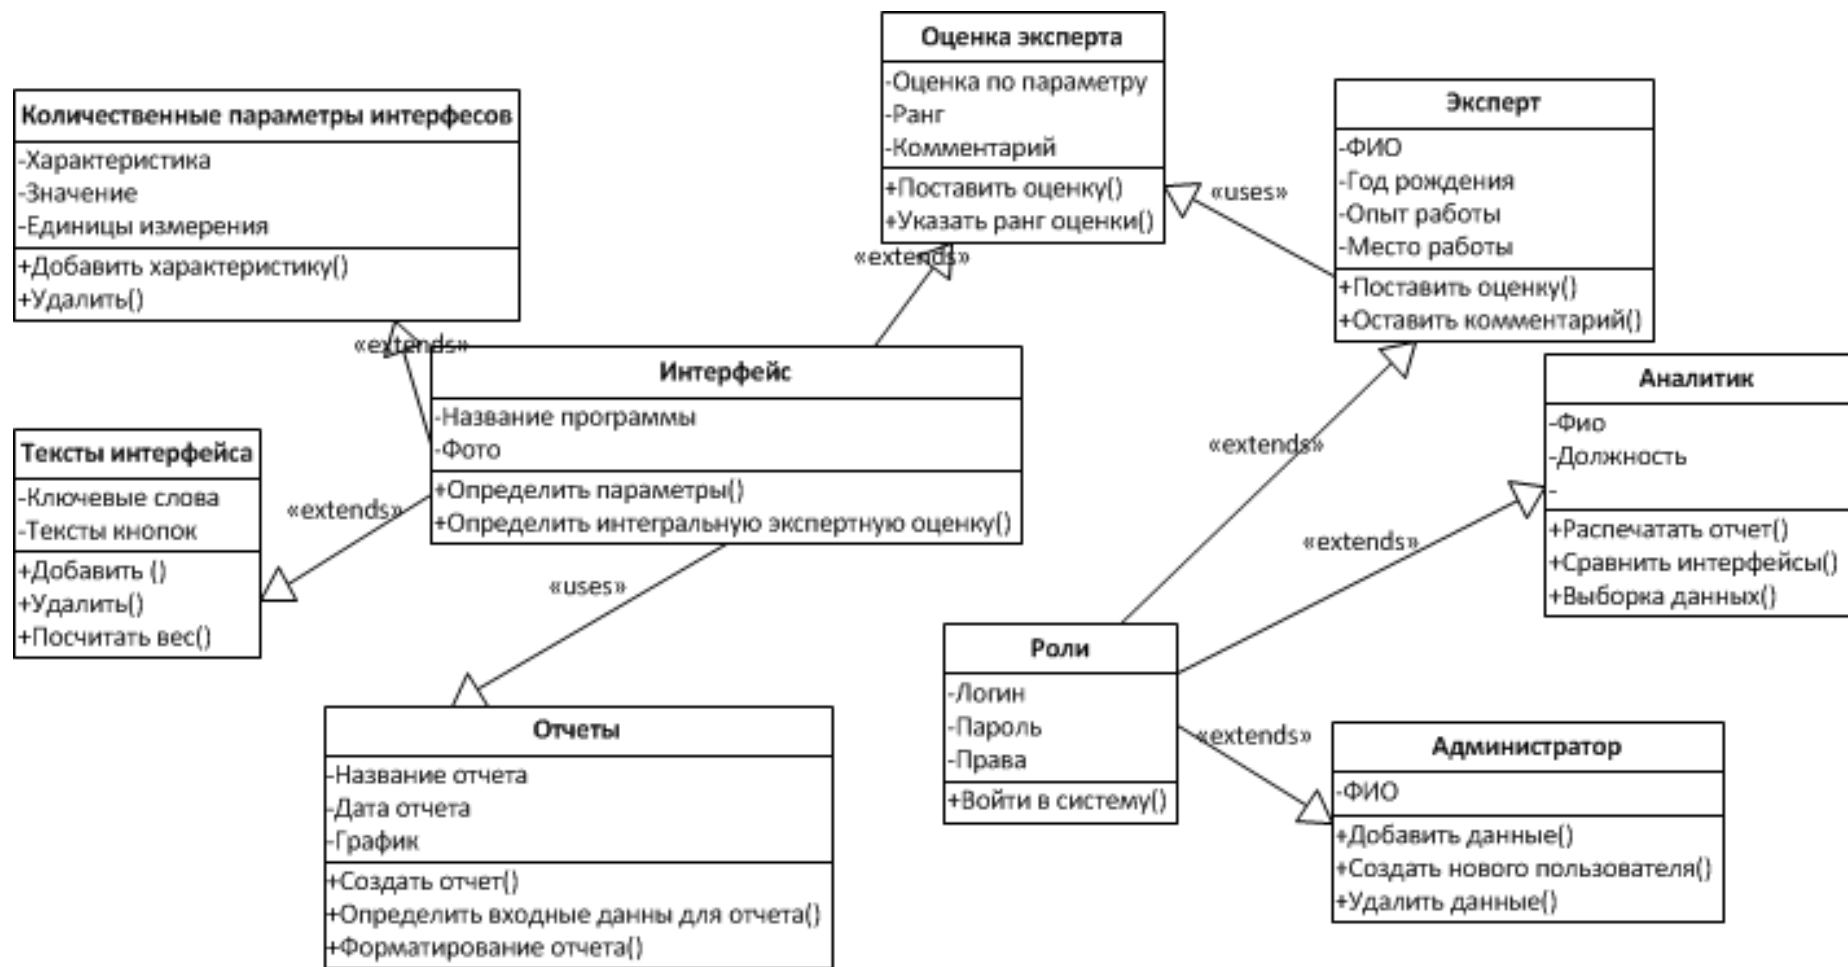 Оценка эксперта
-Оценка по параметру
-Ранг
-Комментарий
+Поставить оценку()
+Указать ранг оценки()
Количественные параметры интерфесов
-Характеристика
-Значение
-Единицы измерения
+Добавить характеристику()
+Удалить()
Эксперт
-ФИО
-Год рождения
-Опыт работы
-Место работы
+Поставить оценку()
+Оставить комментарий()
«uses»
«extends»
«extends»
Интерфейс
-Название программы
-Фото
+Определить параметры()
+Определить интегральную экспертную оценку()
Аналитик
-Фио
-Должность
-
+Распечатать отчет()
+Сравнить интерфейсы()
+Выборка данных()
Тексты интерфейса
-Ключевые слова
-Тексты кнопок
+Добавить ()
+Удалить()
+Посчитать вес()
«extends»
«extends»
«extends»
«uses»
Роли
-Логин
-Пароль
-Права
+Войти в систему()
«extends»
Отчеты
-Название отчета
-Дата отчета
-График
+Создать отчет()
+Определить входные данны для отчета()
+Форматирование отчета()
Администратор
-ФИО
+Добавить данные()
+Создать нового пользователя()
+Удалить данные()